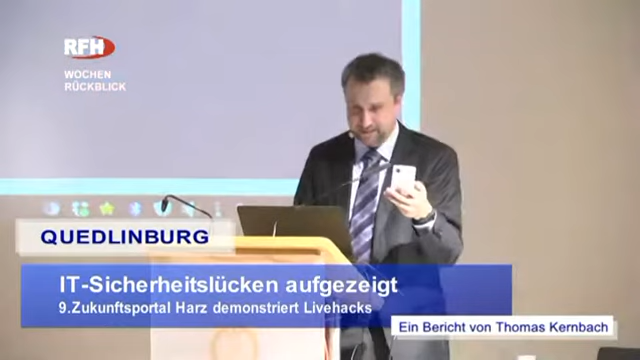 RFH
WOCHEN
RÜCKBLICK
QUEDLINBURG
IT-Sicherheitslücken aufgezeigt
9.Zukunftsportal Harz demonstriert Livehacks
Ein Bericht von Thomas Kernbach